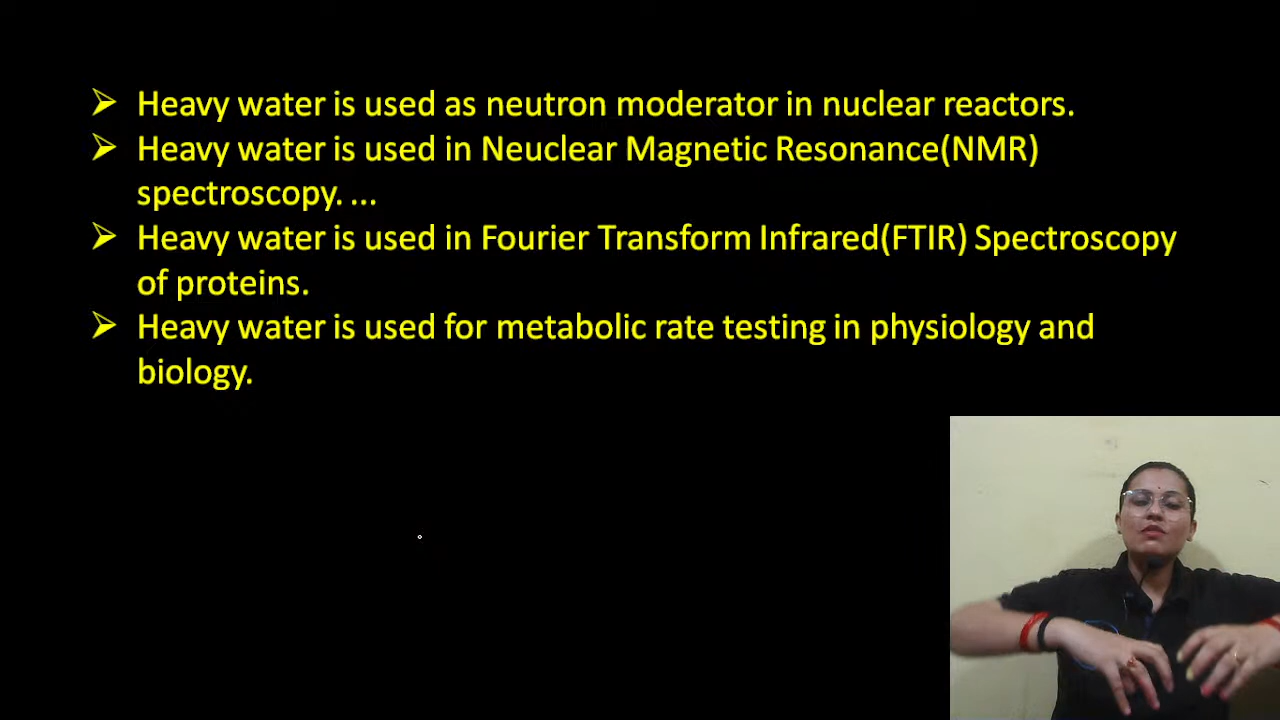 Heavy water is used as neutron moderator in nuclear reactors.
Heavy water is used in Neuclear Magnetic Resonance(NMR)
spectroscopy. ...
Heavy water is used in Fourier Transform Infrared(FTIR) Spectroscopy
of proteins.
Heavy water is used for metabolic rate testing in physiology and
biology.